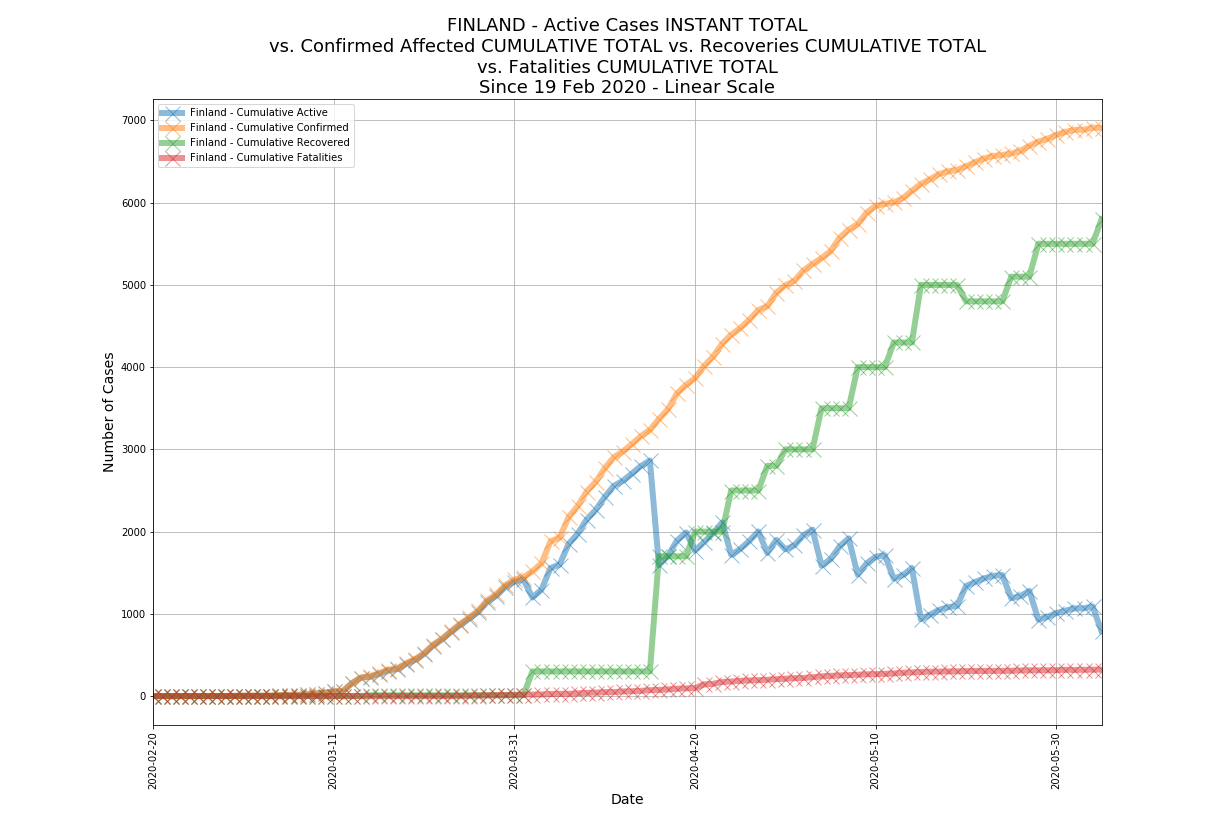 FINLAND - Active Cases INSTANT TOTAL
vs. Confirmed Affected CUMULATIVE TOTAL vs. Recoveries CUMULATIVE TOTAL
vs. Fatalities CUMULATIVE TOTAL
Since 19 Feb 2020 - Linear Scale
Finland - Cumulative Active
Finland - Cumulative Confirmed
Finland - Cumulative Recovered
Finland - Cumulative Fatalities
7000
6000
5000
4000
3000
2000
1000
0
Number of Cases
2020-02-20
2020-03-11
2020-03-31
2020-04-20
2020-05-10
2020-05-30
Date